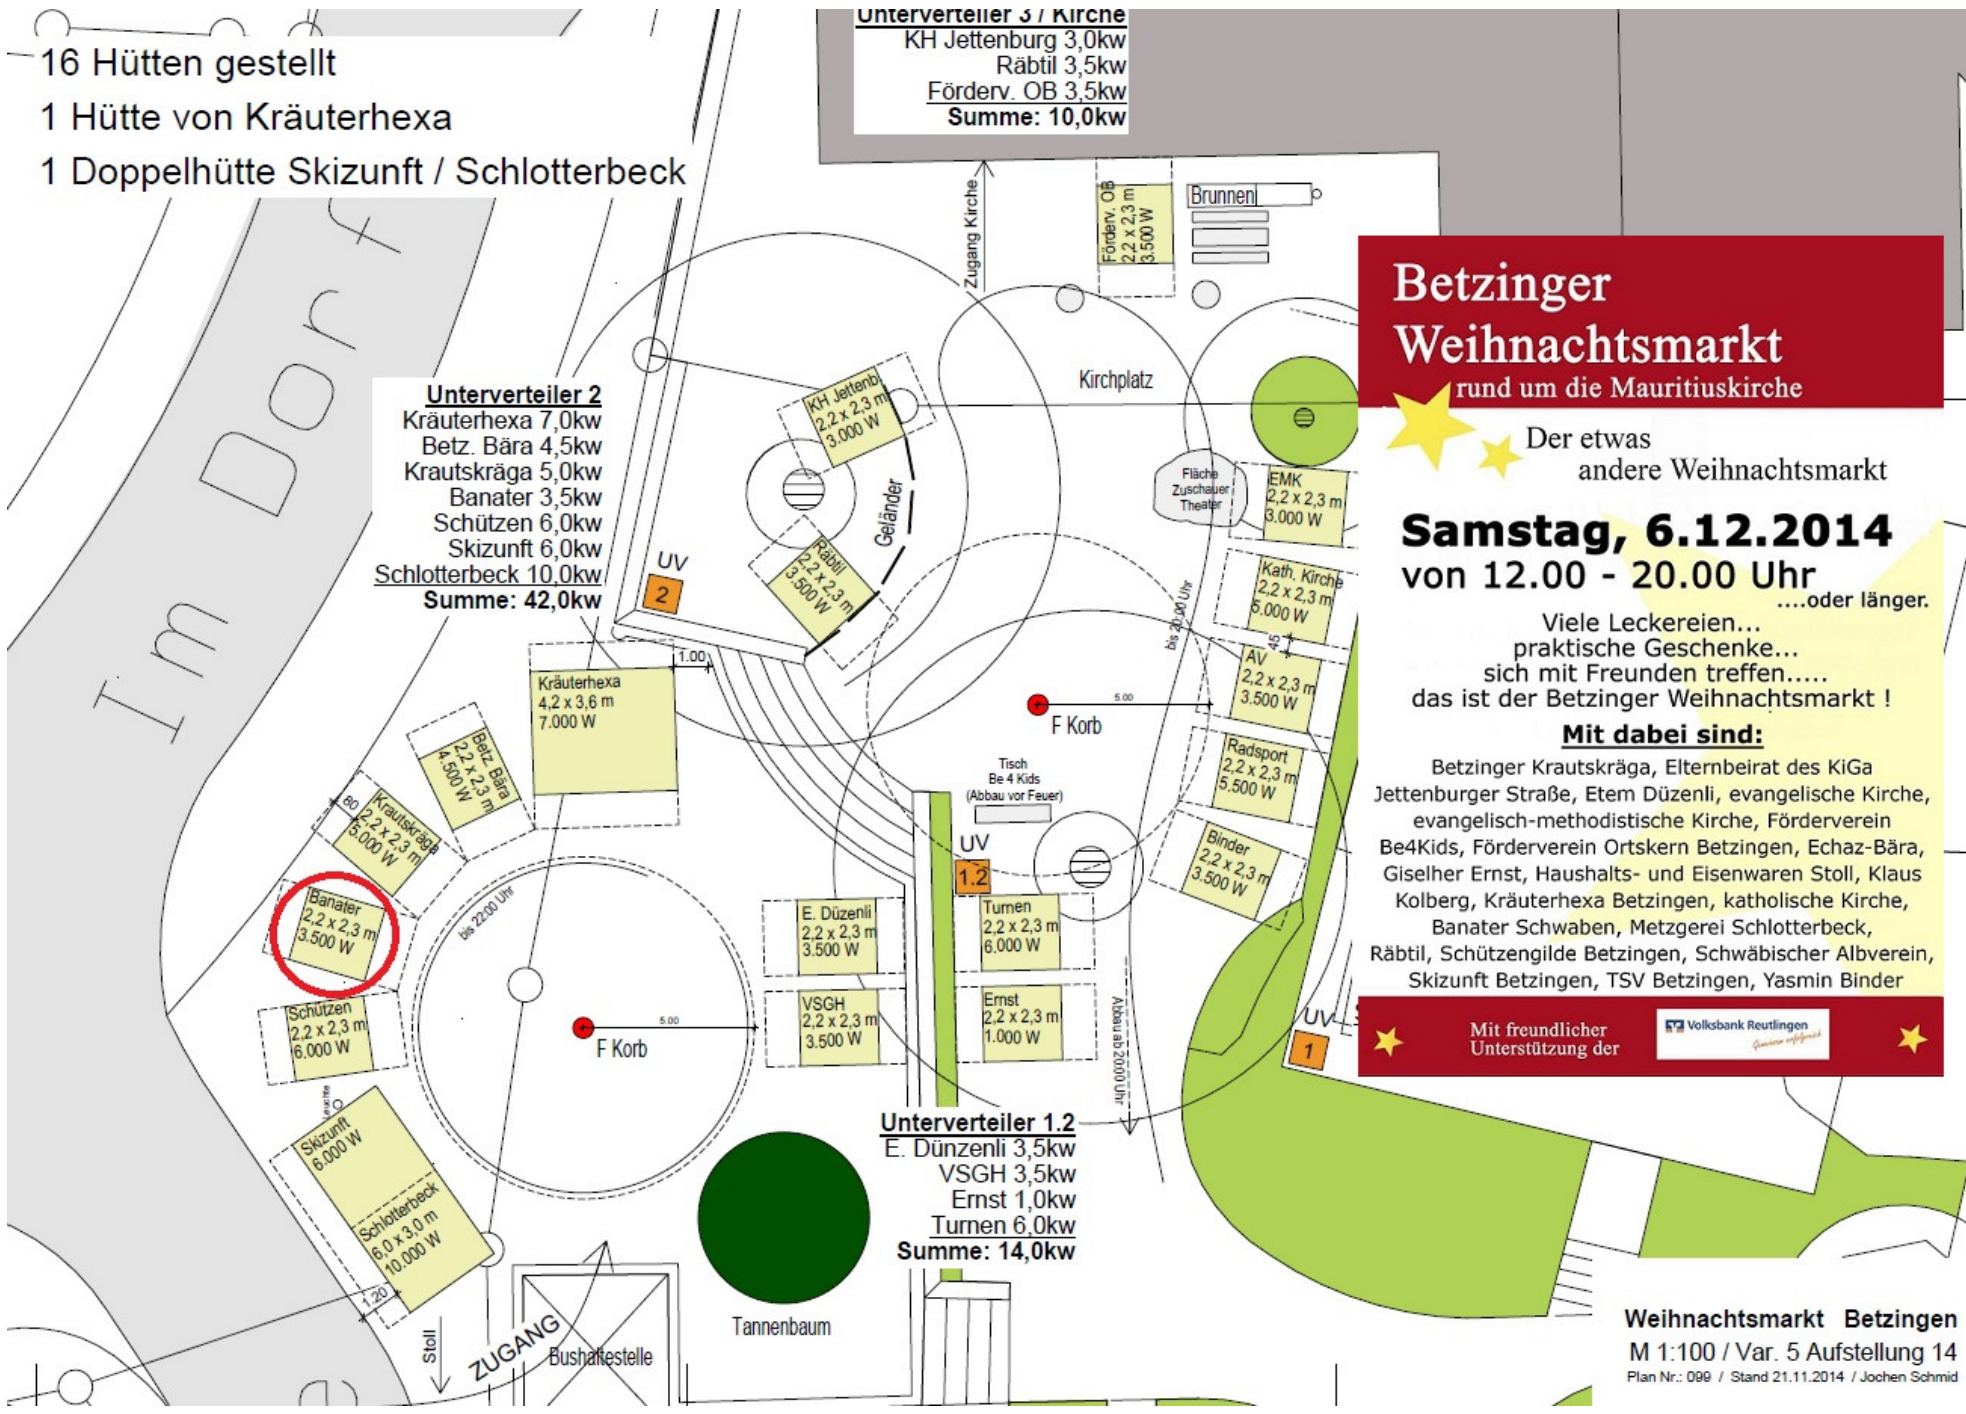 16 Hütten gestellt
1 Hütte von Kräuterhexa
1 Doppelhütte Skizunft / Schlotterbeck
Unterverteiler 3 / Kirche
KH Jettenburg 3,0kw
Räbtil 3,5kw
Förderv. OB 3,5kw
Summe: 10,0kw
Im Dorf
Zugang Kirche
Förderv. OB
2,2 x 2,3 m
3.500 W
Brunnen
Kirchplatz
Unterverteiler 2
Kräuterhexa 7,0kw
Betz. Bära 4,5kw
Krautskräga 5,0kw
Banater 3,5kw
Schützen 6,0kw
Skizunft 6,0kw
Schlotterbeck 10,0kw
Summe: 42,0kw
UV
2
KH Jettenb
2,2 x 2,3 m
3.000 W
Geländer
Räbtil
2,2 x 2,3 m
3.500 W
Fläche
Zuschauer
Theater
EMK
2,2 x 2,3 m
3.000 W
Kath. Kirche
2,2 x 2,3 m
5.000 W
45
AV
2,2 x 2,3 m
3.500 W
Radsport
2,2 x 2,3 m
5.500 W
Binder
2,2 x 2,3 m
3.500 W
bis 20:00 Uhr
5.00
F Korb
Tisch
Be 4 Kids
(Abbau vor Feuer)
1.00
Kräuterhexa
4,2 x 3,6 m
7.000 W
Betz. Bära
2,2 x 2,3 m
4.500 W
80
Krautskräga
2,2 x 2,3 m
5.000 W
Banater
2,2 x 2,3 m
3.500 W
Schützen
2,2 x 2,3 m
6.000 W
Leuchte
Skizunft
6.000 W
Schlotterbeck
6,0 x 3,0 m
10.000 W
1.20
bis 22:00 Uhr
5.00
F Korb
UV
1.2
E. Düzenli
2,2 x 2,3 m
3.500 W
VSGH
2,2 x 2,3 m
3.500 W
Turnen
2,2 x 2,3 m
6.000 W
Ernst
2,2 x 2,3 m
1.000 W
Abbau ab 20:00 Uhr
UV
1
Unterverteiler 1.2
E. Dünzenli 3,5kw
VSGH 3,5kw
Ernst 1,0kw
Turnen 6,0kw
Summe: 14,0kw
Tannenbaum
Stoll
ZUGANG
Bushaltestelle
e
Betzinger
Weihnachtsmarkt
rund um die Mauritiuskirche
Der etwas
andere Weihnachtsmarkt
Samstag, 6.12.2014
von 12.00 - 20.00 Uhr
....oder länger.
Viele Leckereien...
praktische Geschenke...
sich mit Freunden treffen.....
das ist der Betzinger Weihnachtsmarkt !
Mit dabei sind:
Betzinger Krautskräga, Elternbeirat des KiGa
Jettenburger Straße, Etem Düzenli, evangelische Kirche,
evangelisch-methodistische Kirche, Förderverein
Be4Kids, Förderverein Ortskern Betzingen, Echaz-Bära,
Giselher Ernst, Haushalts- und Eisenwaren Stoll, Klaus
Kolberg, Kräuterhexa Betzingen, katholische Kirche,
Banater Schwaben, Metzgerei Schlotterbeck,
Räbtil, Schützengilde Betzingen, Schwäbischer Albverein,
Skizunft Betzingen, TSV Betzingen, Yasmin Binder
Mit freundlicher
Unterstützung der
Volksbank Reutlingen
Weihnachtsmarkt Betzingen
M 1:100 / Var. 5 Aufstellung 14
Plan Nr.: 099 / Stand 21.11.2014 / Jochen Schmid